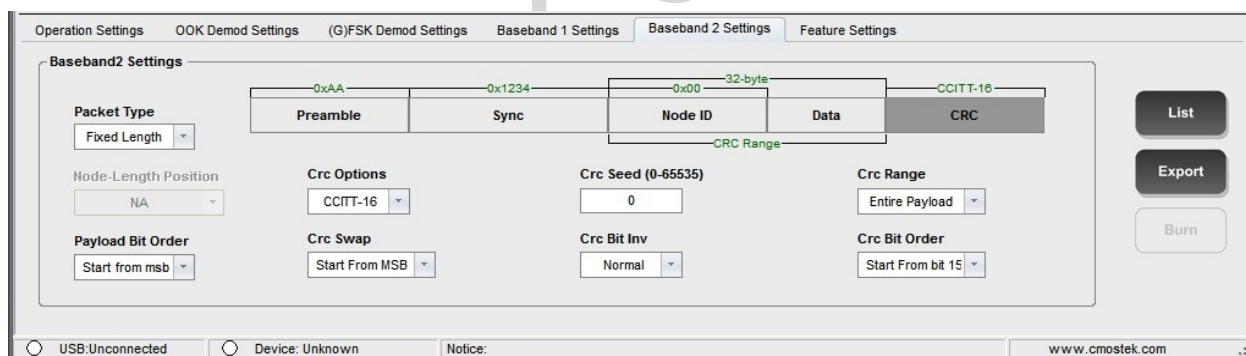 Operation Settings OOK Demod Settings (G)FSK Demod Settings Baseband 1 Settings Baseband 2 Settings Feature Settings
Baseband2 Settings
0xAA 0x1234 0x00 32-byte CCITT-16
Packet Type Preamble Sync Node ID Data CRC List
Fixed Length
CRC Range
Node-Length Position Crc Options Crc Seed (0-65535) Crc Range Export
NA CCITT-16 0 Entire Payload
Payload Bit Order Crc Swap Crc Bit Inv Crc Bit Order Burn
Start from msb Start From MSB Normal Start From bit 15
USB:Unconnected Device: Unknown Notice: www.cmostek.com